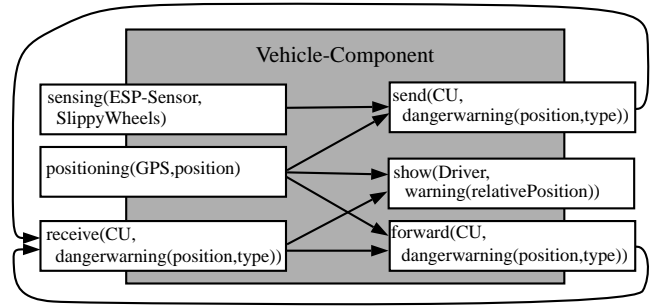 Vehicle-Component
sensing(ESP-Sensor,
SlippyWheels)
positioning(GPS,position)
receive(CU,
dangerwarning(position,type))
send(CU,
dangerwarning(position,type))
show(Driver,
warning(relativePosition))
forward(CU,
dangerwarning(position,type))